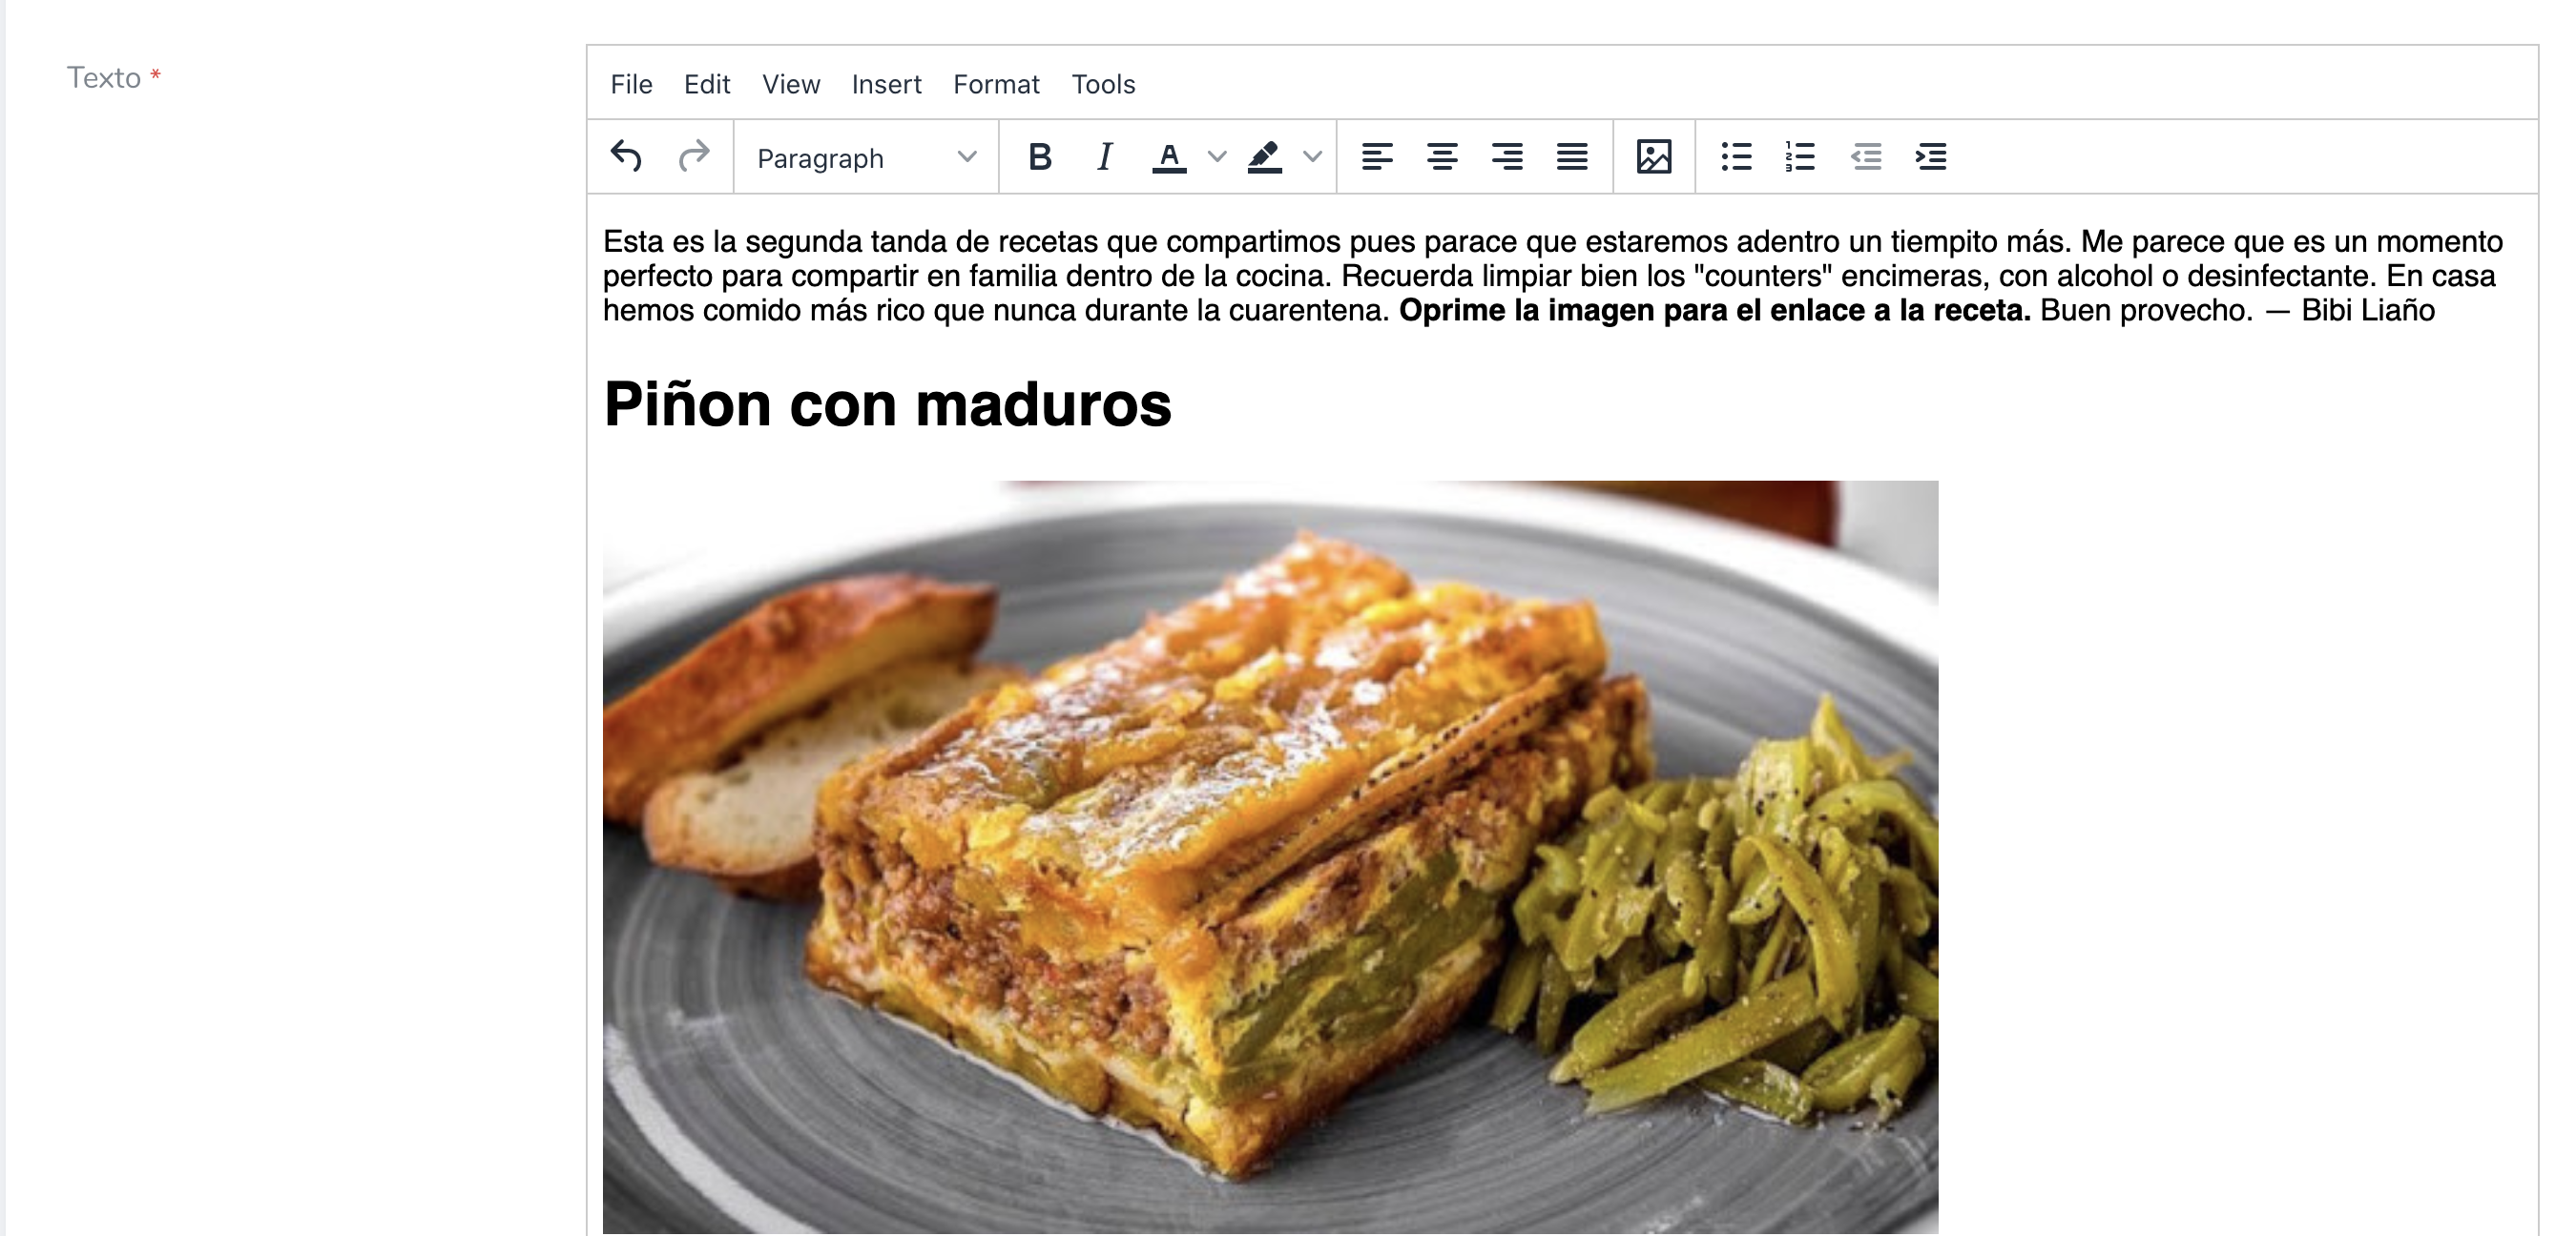 Texto *
File Edit View Insert Format Tools
Paragraph B I A
Esta es la segunda tanda de recetas que compartimos pues parace que estaremos adentro un tiempito más. Me parece que es un momento
perfecto para compartir en familia dentro de la cocina. Recuerda limpiar bien los "counters" encimeras, con alcohol o desinfectante. En casa
hemos comido más rico que nunca durante la cuarentena. Oprime la imagen para el enlace a la receta. Buen provecho. — Bibi Liaño
Piñon con maduros